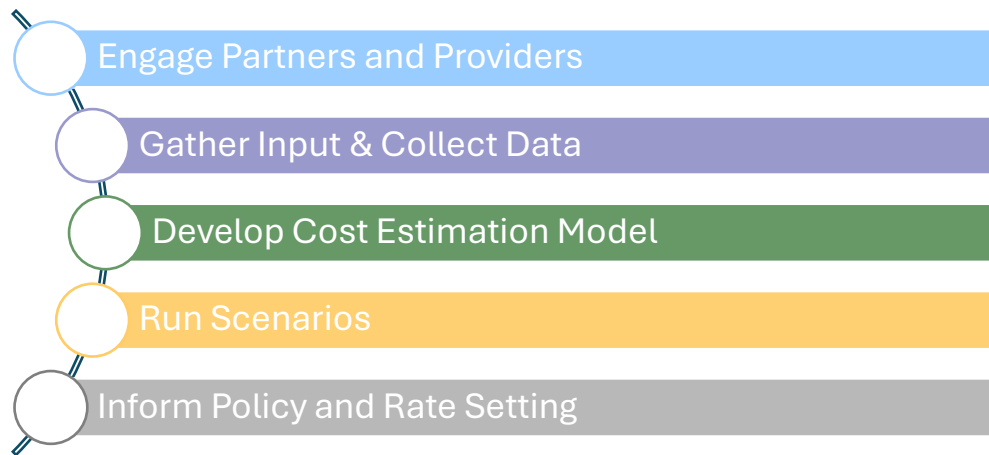 Engage Partners and Providers
Gather Input & Collect Data
Develop Cost Estimation Model
Run Scenarios
Inform Policy and Rate Setting